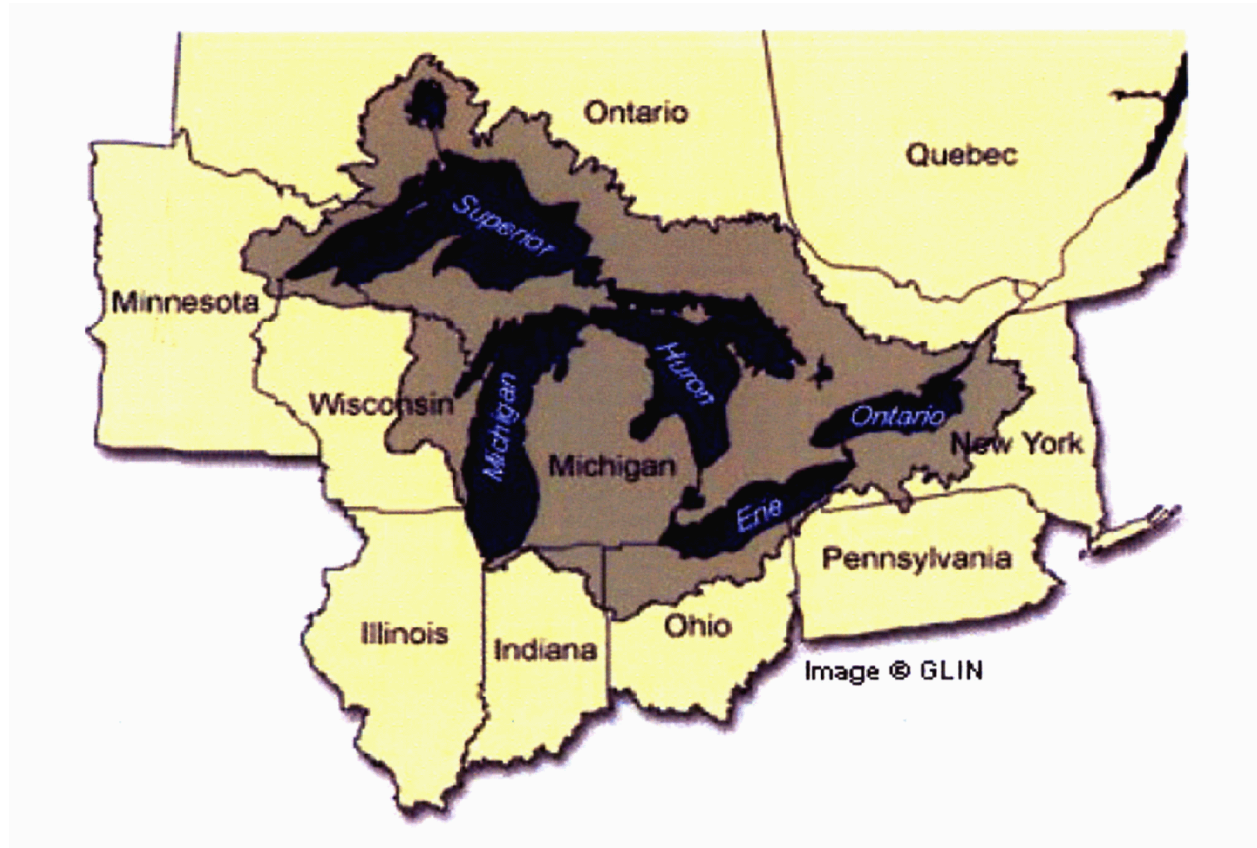 Ontario
Quebec
Superior
Minnesota
Huron
Wisconsin
Michigan
Ontario
New York
Michigan
Erie
Pennsylvania
Illinois
Indiana
Ohio
Image © GLIN